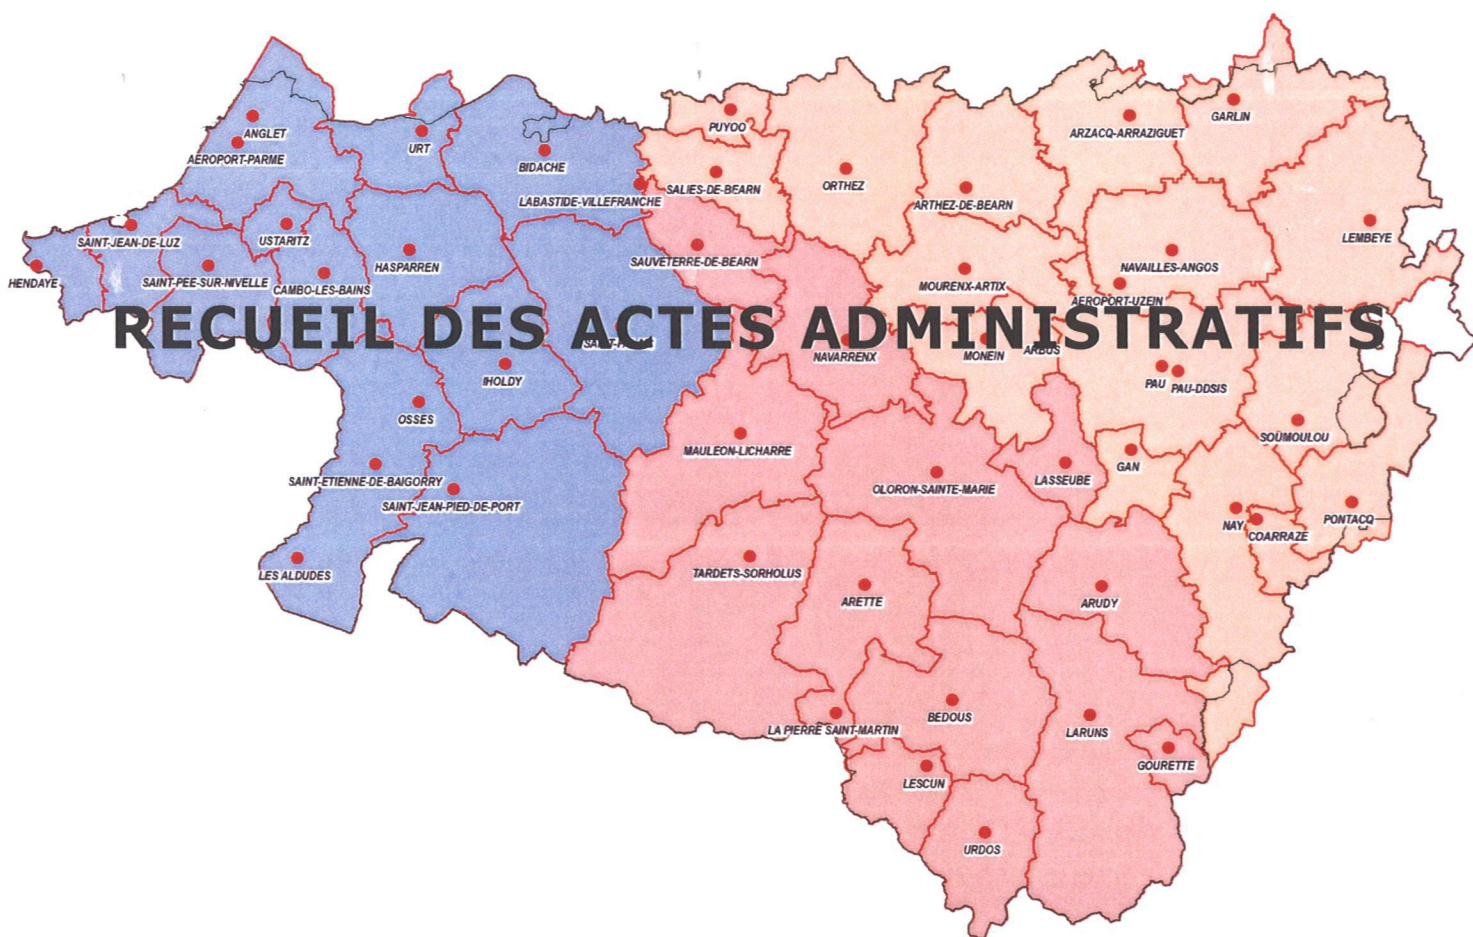 ANGLET
AEROPORT-PARME
URT
BIDACHE
LABASTIDE-VILLEFRANCHE
PUYOO
SALIES-DE-BEARN
ORTHEZ
ARTHEZ-DE-BEARN
ARZACQ-ARRAZIGUET
GARLIN
LEMBEYE
SAINT-JEAN-DE-LUZ
USTARITZ
HENDAYE
SAINT-PEE-SUR-NIVELLE
CAMBO-LES-BAINS
HASPARREN
SAUVETERRE-DE-BEARN
MOURENX-ARTIX
NAVAILLES-ANGOS
AEROPORT-UZEIN
RECUEIL DES ACTES ADMINISTRATIFS
NAVARRENX
MONEIN
ARBUS
PAU
PAU-DDSIS
IHOLDY
OSSES
MAULEON-LICHARRE
SOUMOULOU
GAN
LASSEUBE
OLORON-SAINTE-MARIE
SAINT-ETIENNE-DE-BAIGORRY
SAINT-JEAN-PIED-DE-PORT
NAY
COARRAZE
PONTACQ
LES ALDUDES
TARDETS-SORHOLUS
ARETTE
ARUDY
LA PIERRE SAINT-MARTIN
BEDOUS
LARUNS
GOURETTE
LESCUN
URDOS